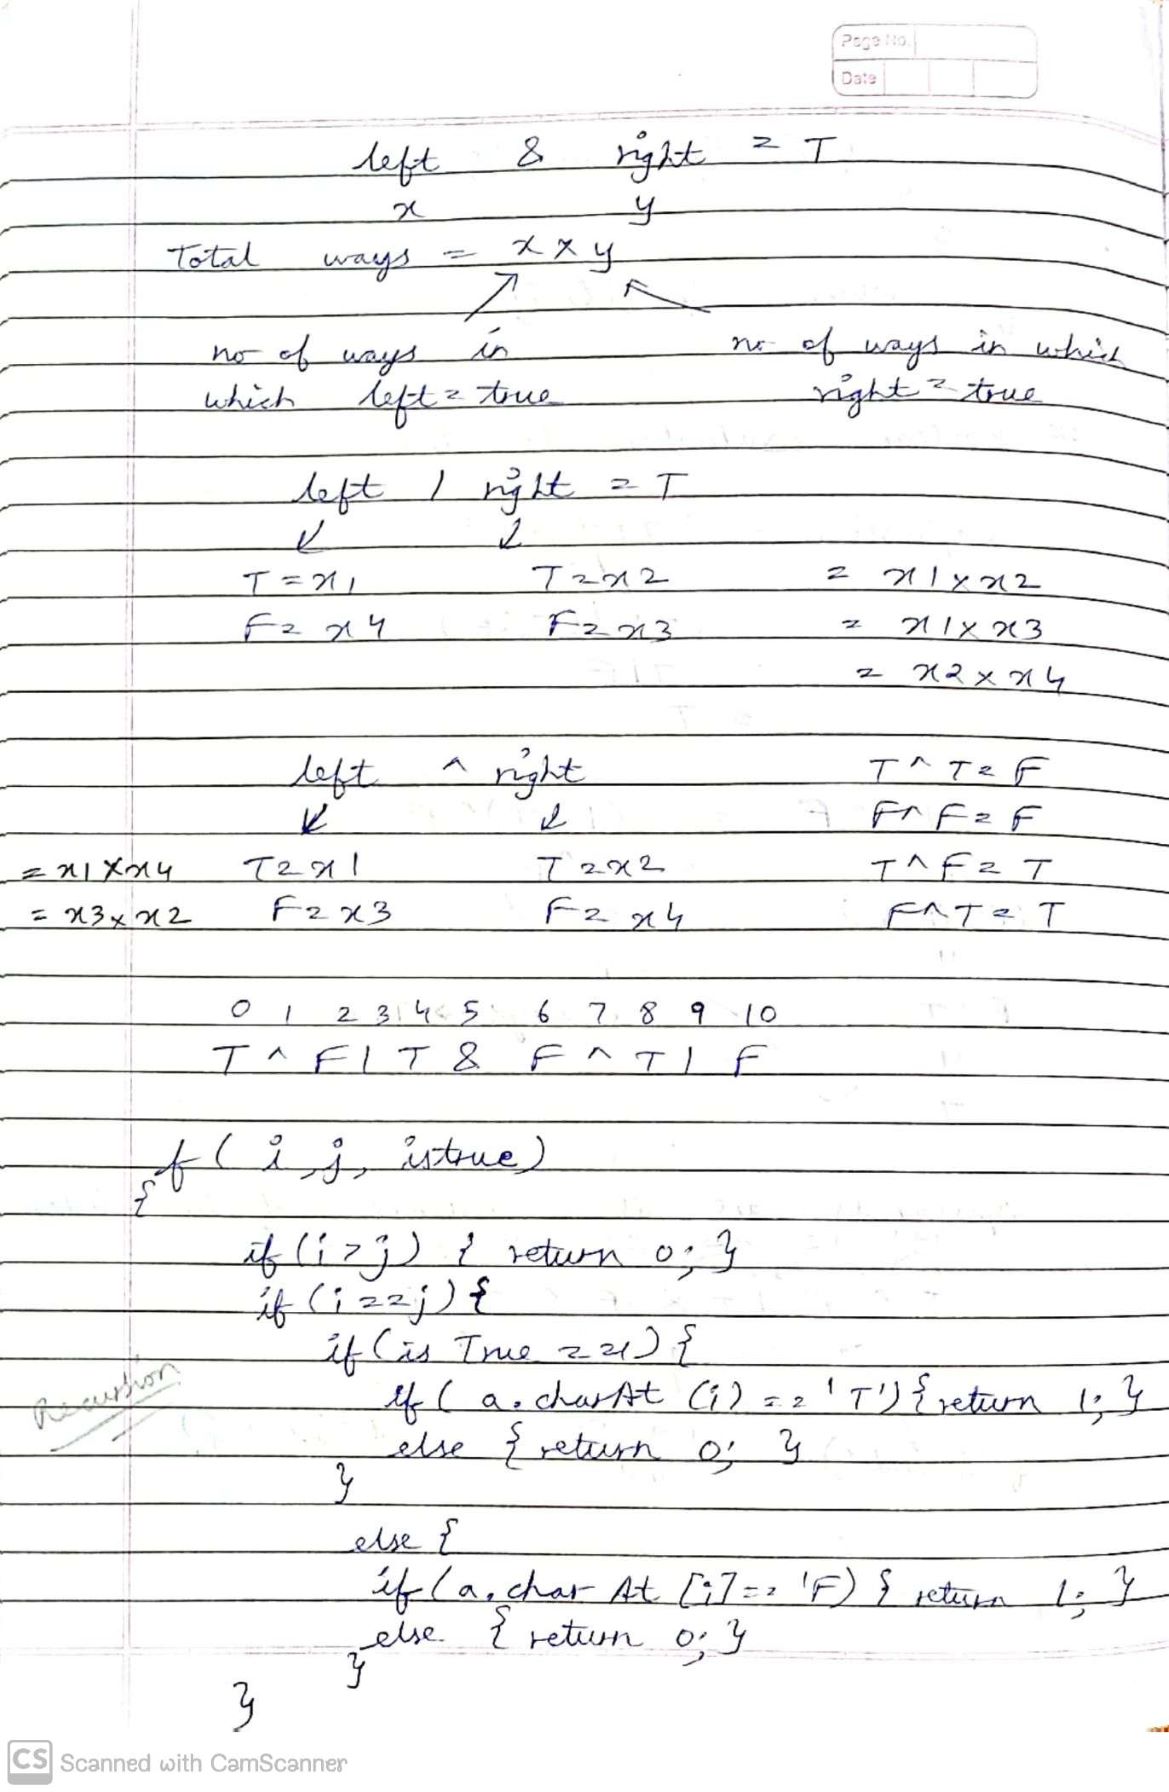 Page No.
Date
left & right = T
x y
Total ways = x x y
no of ways in no of ways in which
which left = true right = true
left | right = T
T = x1 T = x2 = x1 x x2
F = x4 F = x3 = x1 x x3
= x2 x x4
left ^ right T ^ T = F
F ^ F = F
= x1 x x4 T = x1 T = x2 T ^ F = T
= x3 x x2 F = x3 F = x4 F ^ T = T
0 1 2 3 4 5 6 7 8 9 10
T ^ F | T & F ^ T | F
f ( i , j , istrue )
{
if (i > j) { return 0; }
if (i == j) {
if (is True == 1) {
Recursion
if ( a. charAt (i) == 'T') { return 1; }
else { return 0; }
}
else {
if (a. char At [i] == 'F) { return 1; }
else { return 0; }
}
}
CS Scanned with CamScanner